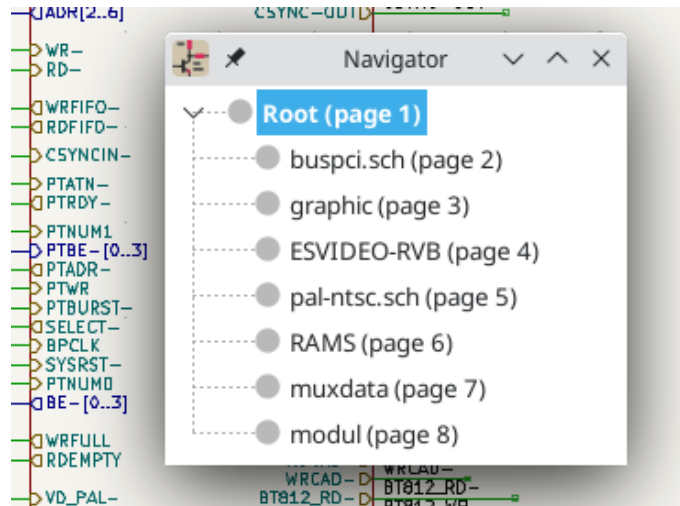 ADR[2..6]
CSYNC-OUT
WR-
RD-
WRFIFO-
RDFIFO-
CSYNCIN-
PTATN-
PTRDY-
PTNUM1
PTBE-[0..3]
PTADR-
PTWR
PTBURST-
SELECT-
BPCLK
SYSRST-
PTNUM0
BE-[0..3]
WRFULL
RDEMPTY
VD_PAL-
Navigator
Root (page 1)
buspci.sch (page 2)
graphic (page 3)
ESVIDEO-RVB (page 4)
pal-ntsc.sch (page 5)
RAMS (page 6)
muxdata (page 7)
modul (page 8)
WRCAD-
WRCAD-
BT812_RD-
BT812_RD-